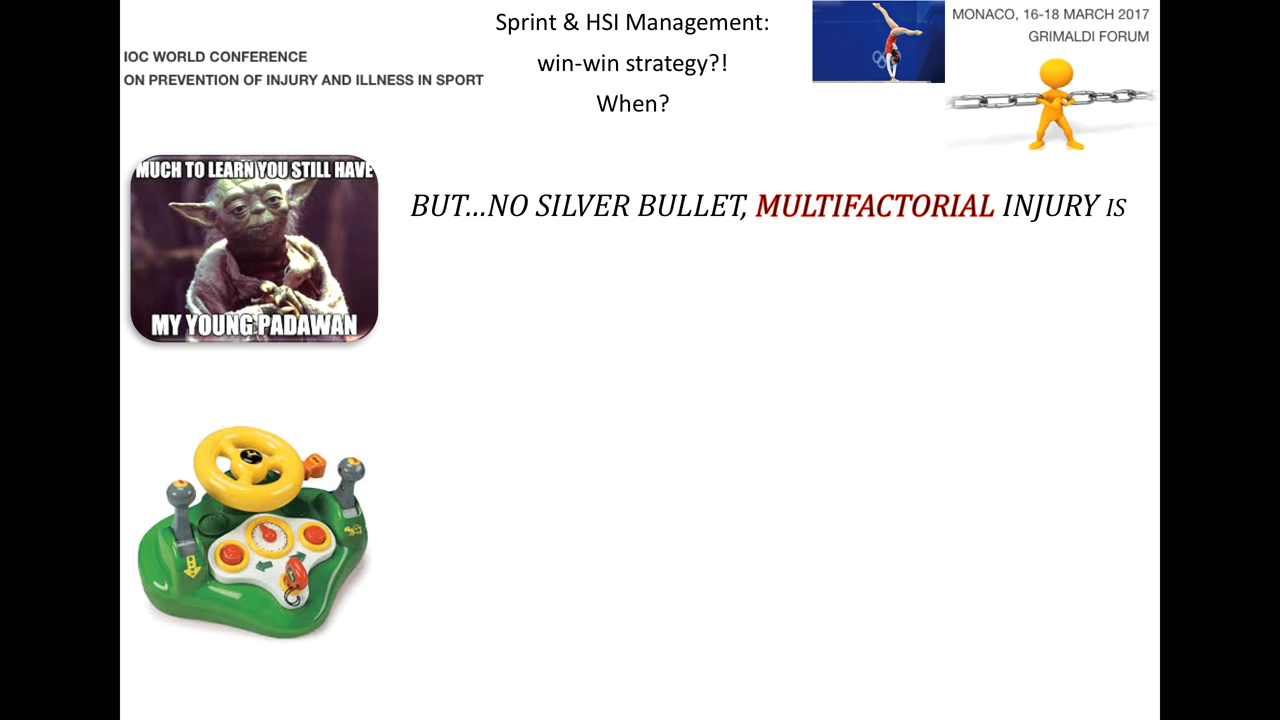 Sprint & HSI Management:
win-win strategy?!
When?
IOC WORLD CONFERENCE
ON PREVENTION OF INJURY AND ILLNESS IN SPORT
MONACO, 16-18 MARCH 2017
GRIMALDI FORUM
MUCH TO LEARN YOU STILL HAVE
MY YOUNG PADAWAN
BUT...NO SILVER BULLET, MULTIFACTORIAL INJURY IS